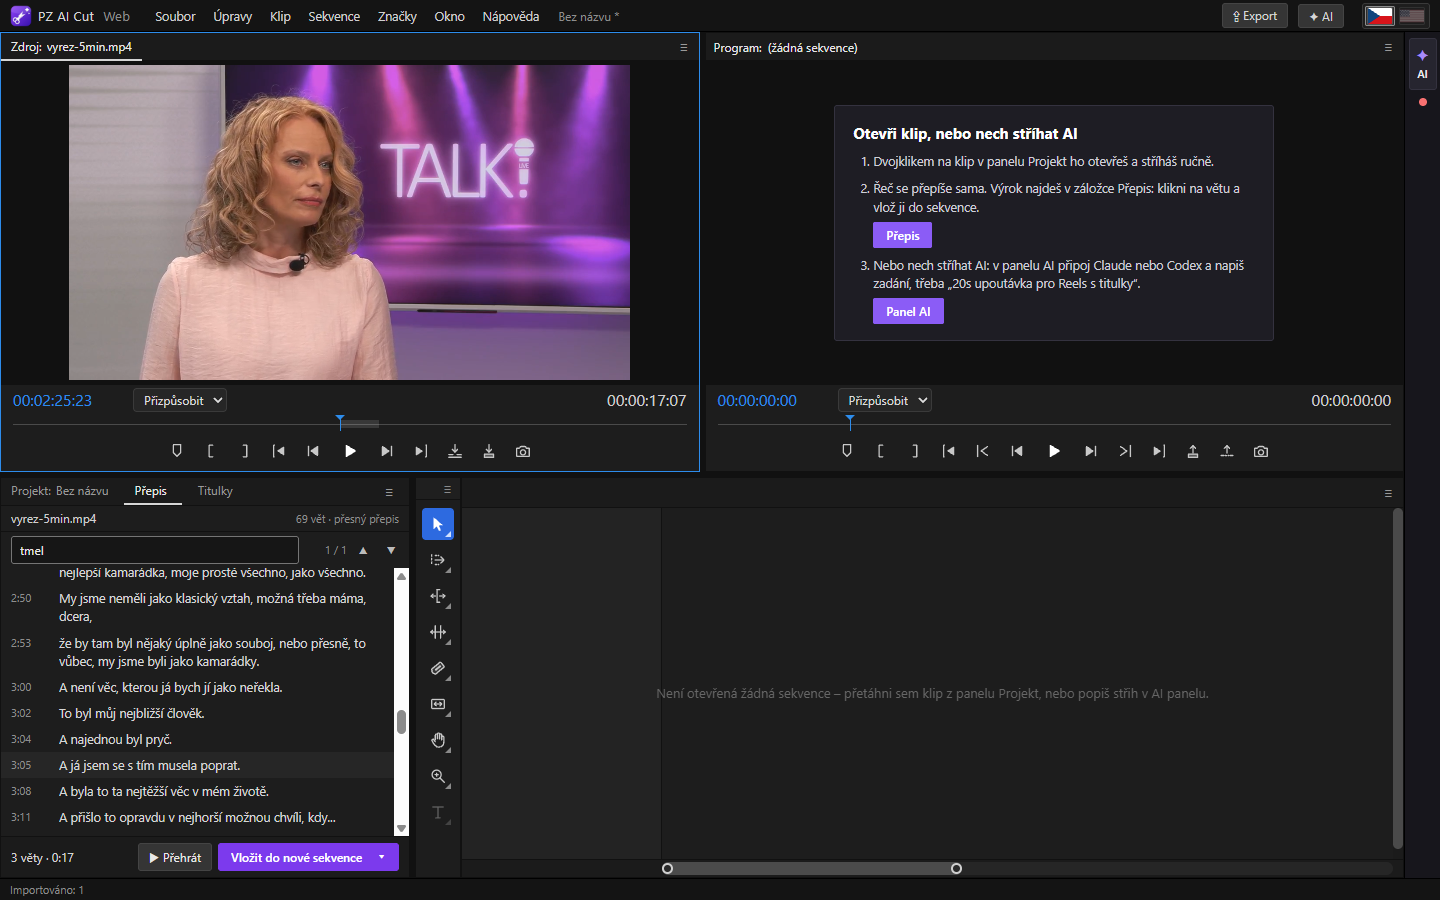 PZ AI Cut Web Soubor Úpravy Klip Sekvence Značky Okno Nápověda Bez názvu * Export AI
Zdroj: vyrez-5min.mp4
TALK!
LIVE
00:02:25:23 Přizpůsobit 00:00:17:07
Program: (žádná sekvence)
Otevři klip, nebo nech stříhat AI
1. Dvojklikem na klip v panelu Projekt ho otevřeš a stříháš ručně.
2. Řeč se přepíše sama. Výrok najdeš v záložce Přepis: klikni na větu a
vlož ji do sekvence.
Přepis
3. Nebo nech stříhat AI: v panelu AI připoj Claude nebo Codex a napiš
zadání, třeba „20s upoutávka pro Reels s titulky“.
Panel AI
00:00:00:00 Přizpůsobit 00:00:00:00
AI
Projekt: Bez názvu Přepis Titulky
vyrez-5min.mp4 69 vět · přesný přepis
tmel 1 / 1
nejlepší kamarádka, moje prostě všechno, jako všechno.
2:50 My jsme neměli jako klasický vztah, možná třeba máma,
dcera,
2:53 že by tam byl nějaký úplně jako souboj, nebo přesně, to
vůbec, my jsme byli jako kamarádky.
3:00 A není věc, kterou já bych jí jako neřekla.
3:02 To byl můj nejbližší člověk.
3:04 A najednou byl pryč.
3:05 A já jsem se s tím musela poprat.
3:08 A byla to ta nejtěžší věc v mém životě.
3:11 A přišlo to opravdu v nejhorší možnou chvíli, kdy...
3 věty · 0:17 Přehrát Vložit do nové sekvence
Není otevřená žádná sekvence – přetáhni sem klip z panelu Projekt, nebo popiš střih v AI panelu.
Importováno: 1